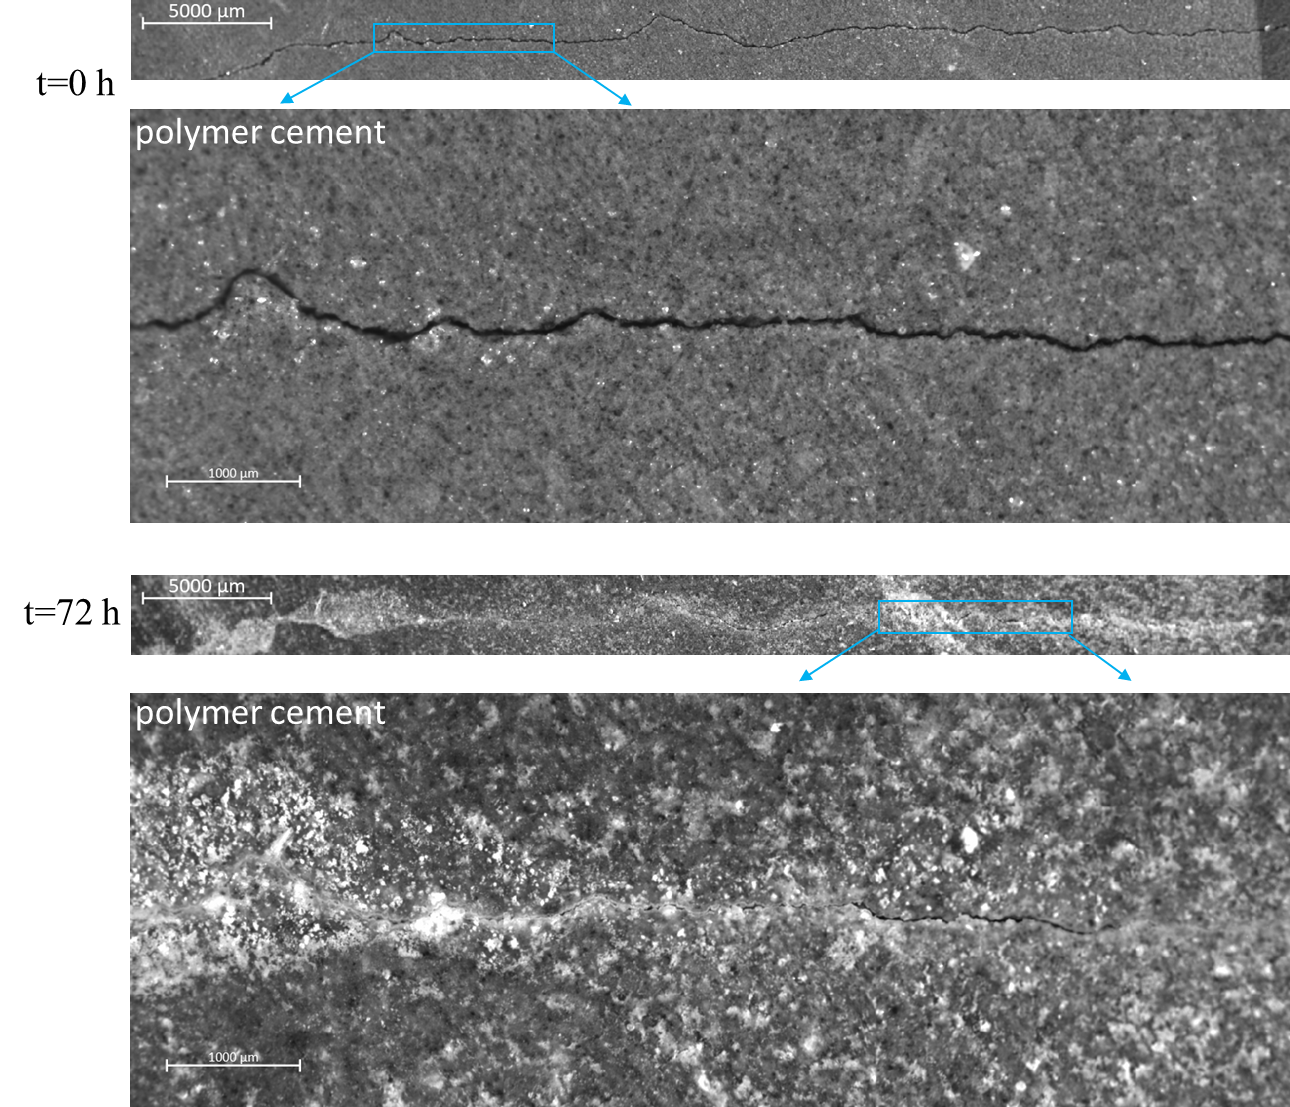 5000 µm
t=0 h
polymer cement
1000 µm
5000 µm
t=72 h
polymer cement
1000 µm